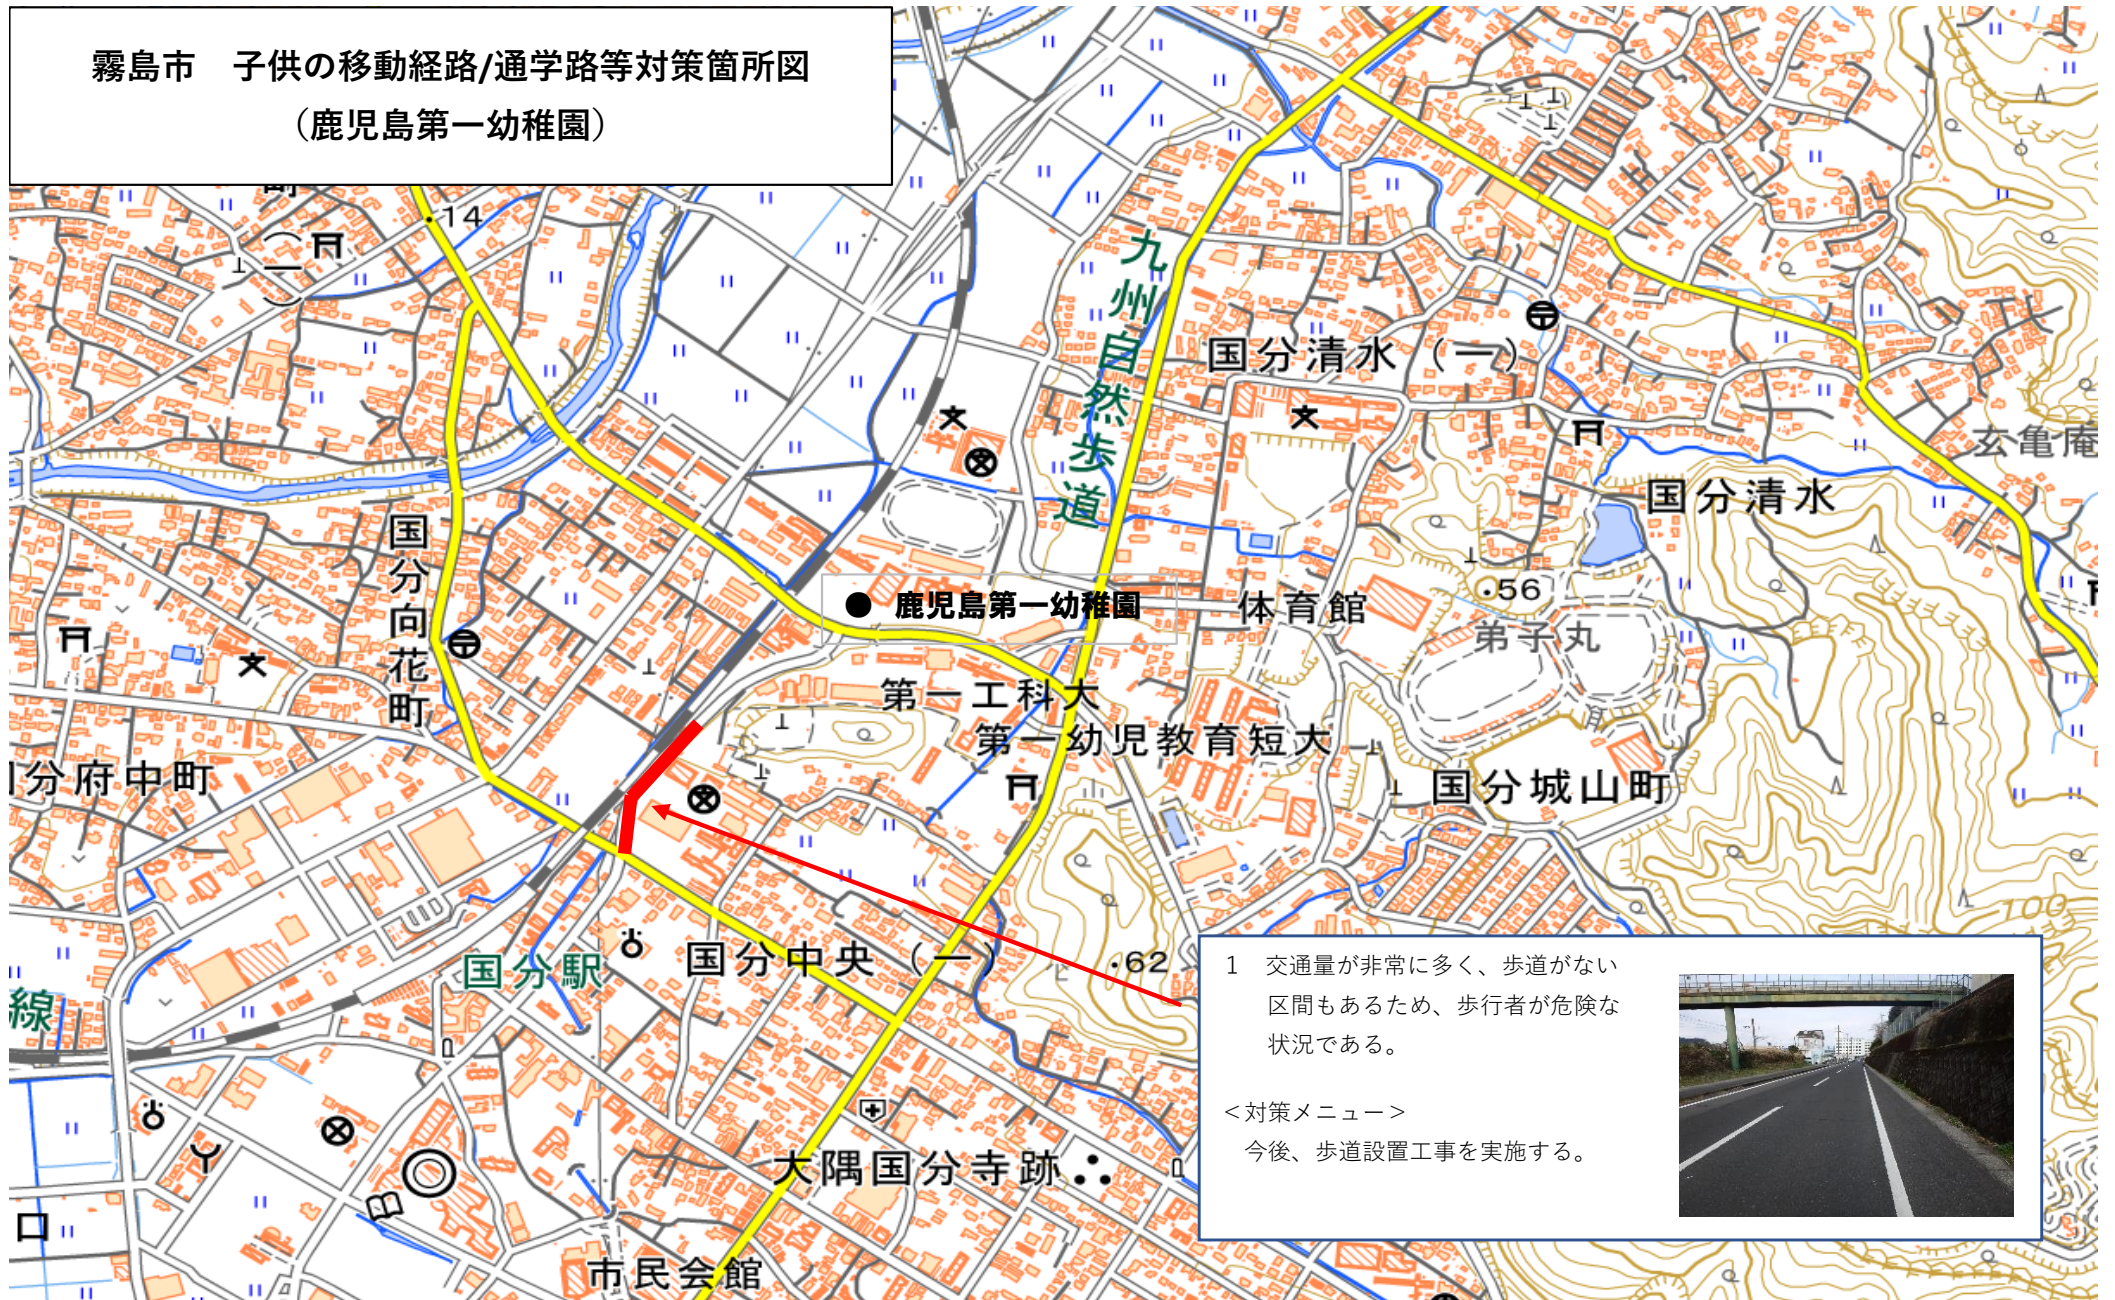 霧島市　子供の移動経路/通学路等対策箇所図
（鹿児島第一幼稚園）
14
（一）
九州自然歩道
国分清水（一）
玄亀庵
国分清水
国分向花町
● 鹿児島第一幼稚園
体育館
56
弟子丸
第一工科大
第一幼児教育短大
分府中町
国分城山町
100
国分駅
国分中央（一）
62
線
1　交通量が非常に多く、歩道がない
区間もあるため、歩行者が危険な
状況である。
＜対策メニュー＞
今後、歩道設置工事を実施する。
大隅国分寺跡
口
市民会館